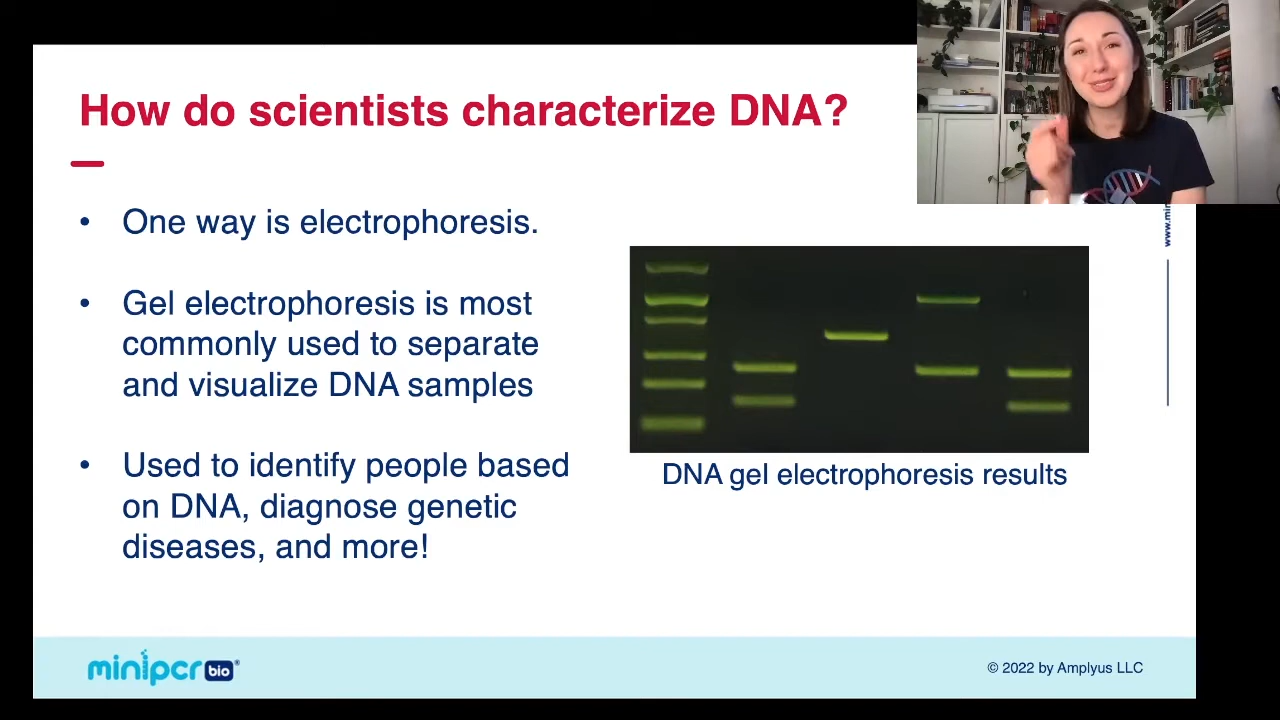 How do scientists characterize DNA?
• One way is electrophoresis.
• Gel electrophoresis is most
commonly used to separate
and visualize DNA samples
• Used to identify people based
on DNA, diagnose genetic
diseases, and more!
DNA gel electrophoresis results
minipcr bio®
© 2022 by Amplyus LLC